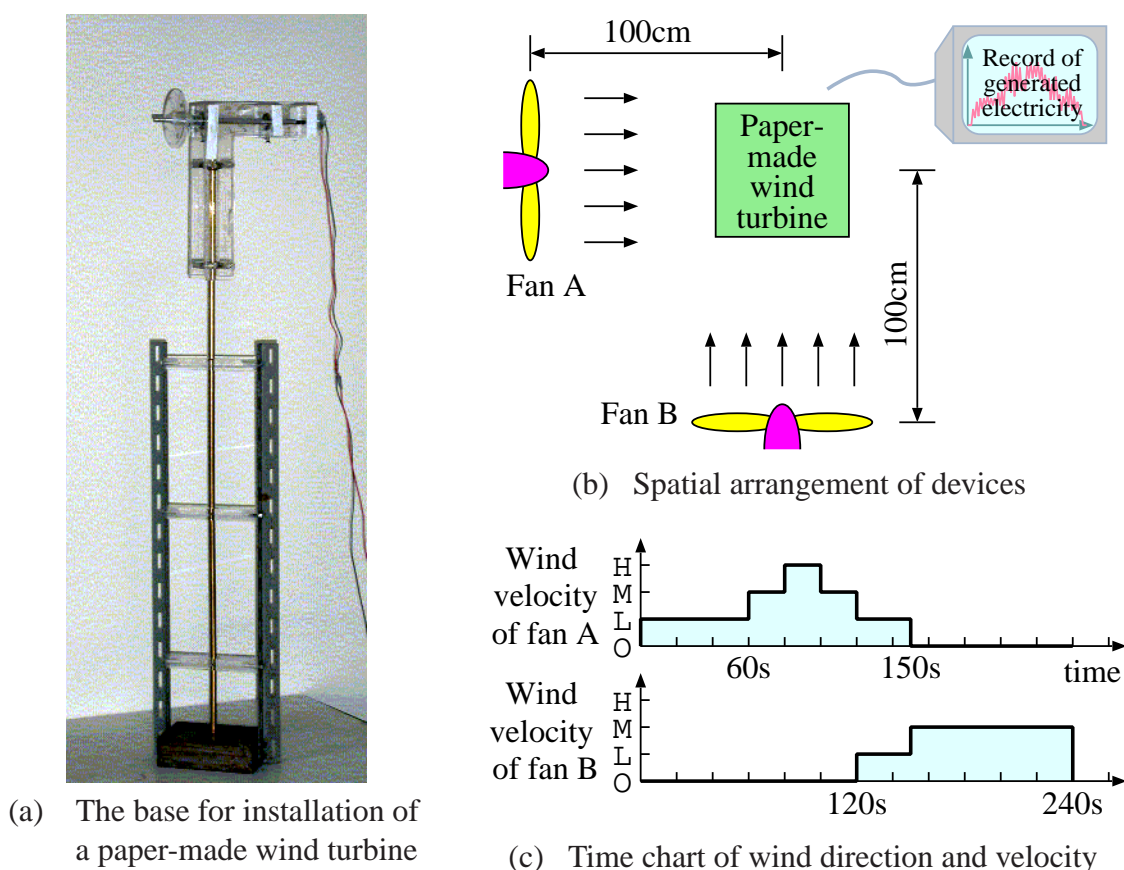 100cm
Record of
generated
electricity
Paper-
made
wind
turbine
100cm
Fan A
Fan B
(b) Spatial arrangement of devices
Wind
velocity
of fan A
H
M
L
O
60s
150s
time
Wind
velocity
of fan B
H
M
L
O
120s
240s
(a) The base for installation of
a paper-made wind turbine
(c) Time chart of wind direction and velocity